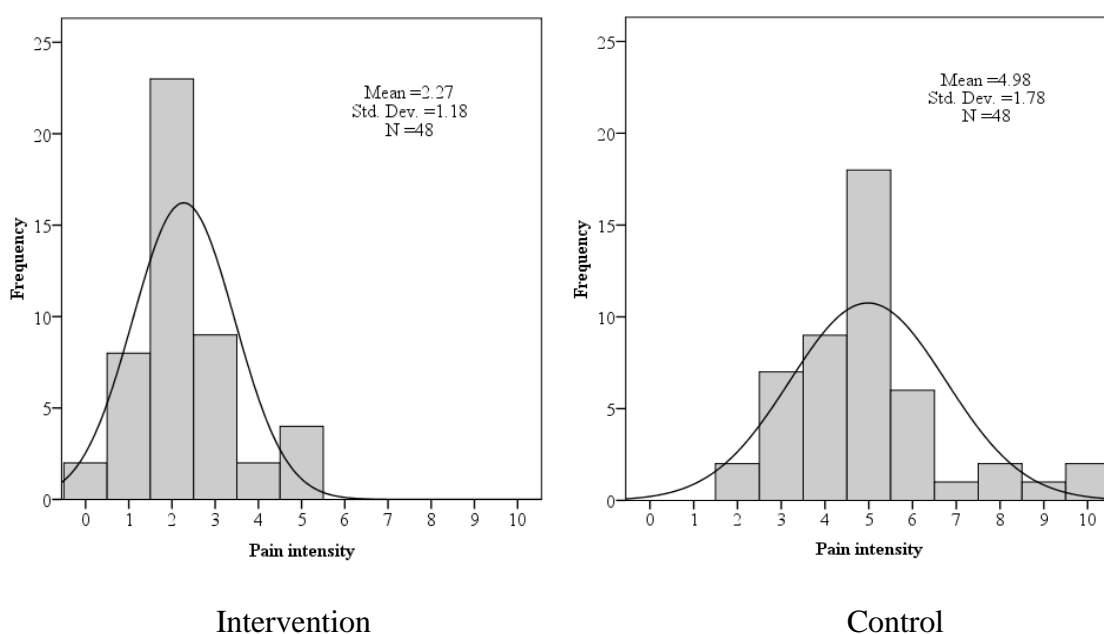 25
20
15
10
5
0
Frequency
Mean =2.27
Std. Dev. =1.18
N =48
0 1 2 3 4 5 6 7 8 9 10
Pain intensity
Intervention
25
20
15
10
5
0
Frequency
Mean =4.98
Std. Dev. =1.78
N =48
0 1 2 3 4 5 6 7 8 9 10
Pain intensity
Control